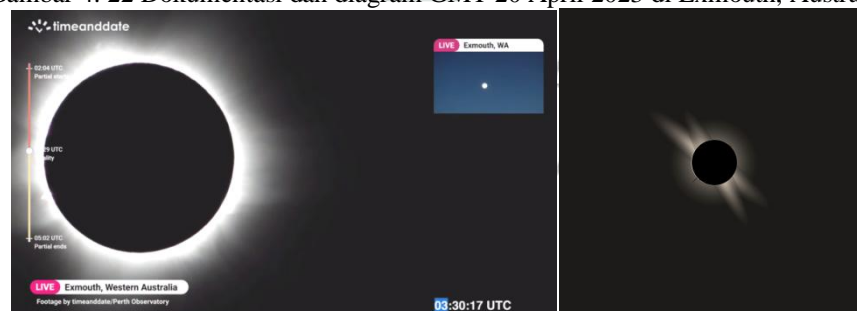 Gambar 4. 22 Dokumentasi dan diagram GMT 20 April 2023 di Exmouth,
timeanddate
LIVE Exmouth, WA
02:04 UTC
29 UTC
05:02 UTC
Partial ends
LIVE Exmouth, Western Australia
Footage by timeanddate/Perth Observatory
03:30:17 UTC